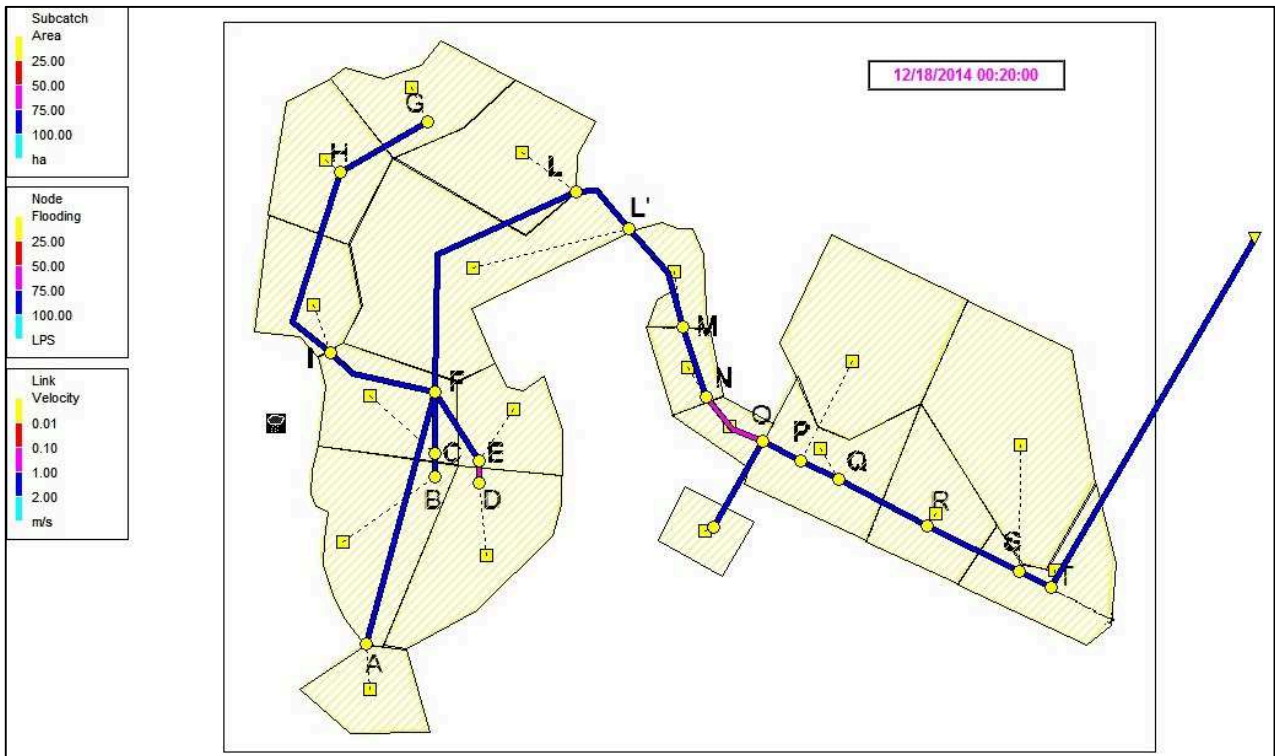 Subcatch
Area
25.00
50.00
75.00
100.00
ha
Node
Flooding
25.00
50.00
75.00
100.00
LPS
Link
Velocity
0.01
0.10
1.00
2.00
m/s
12/18/2014 00:20:00
G
H
L
L'
I
F
M
N
C
E
B
D
O
P
Q
R
T
A